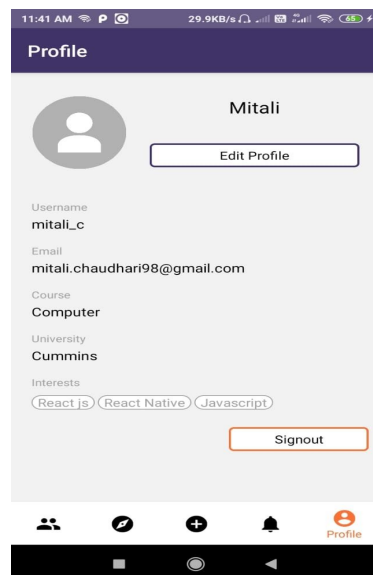 11:41 AM 29.9KB/s 4G 65
Profile
Mitali
Edit Profile
Username
mitali_c
Email
mitali.chaudhari98@gmail.com
Course
Computer
University
Cummins
Interests
React js React Native Javascript
Signout
Profile